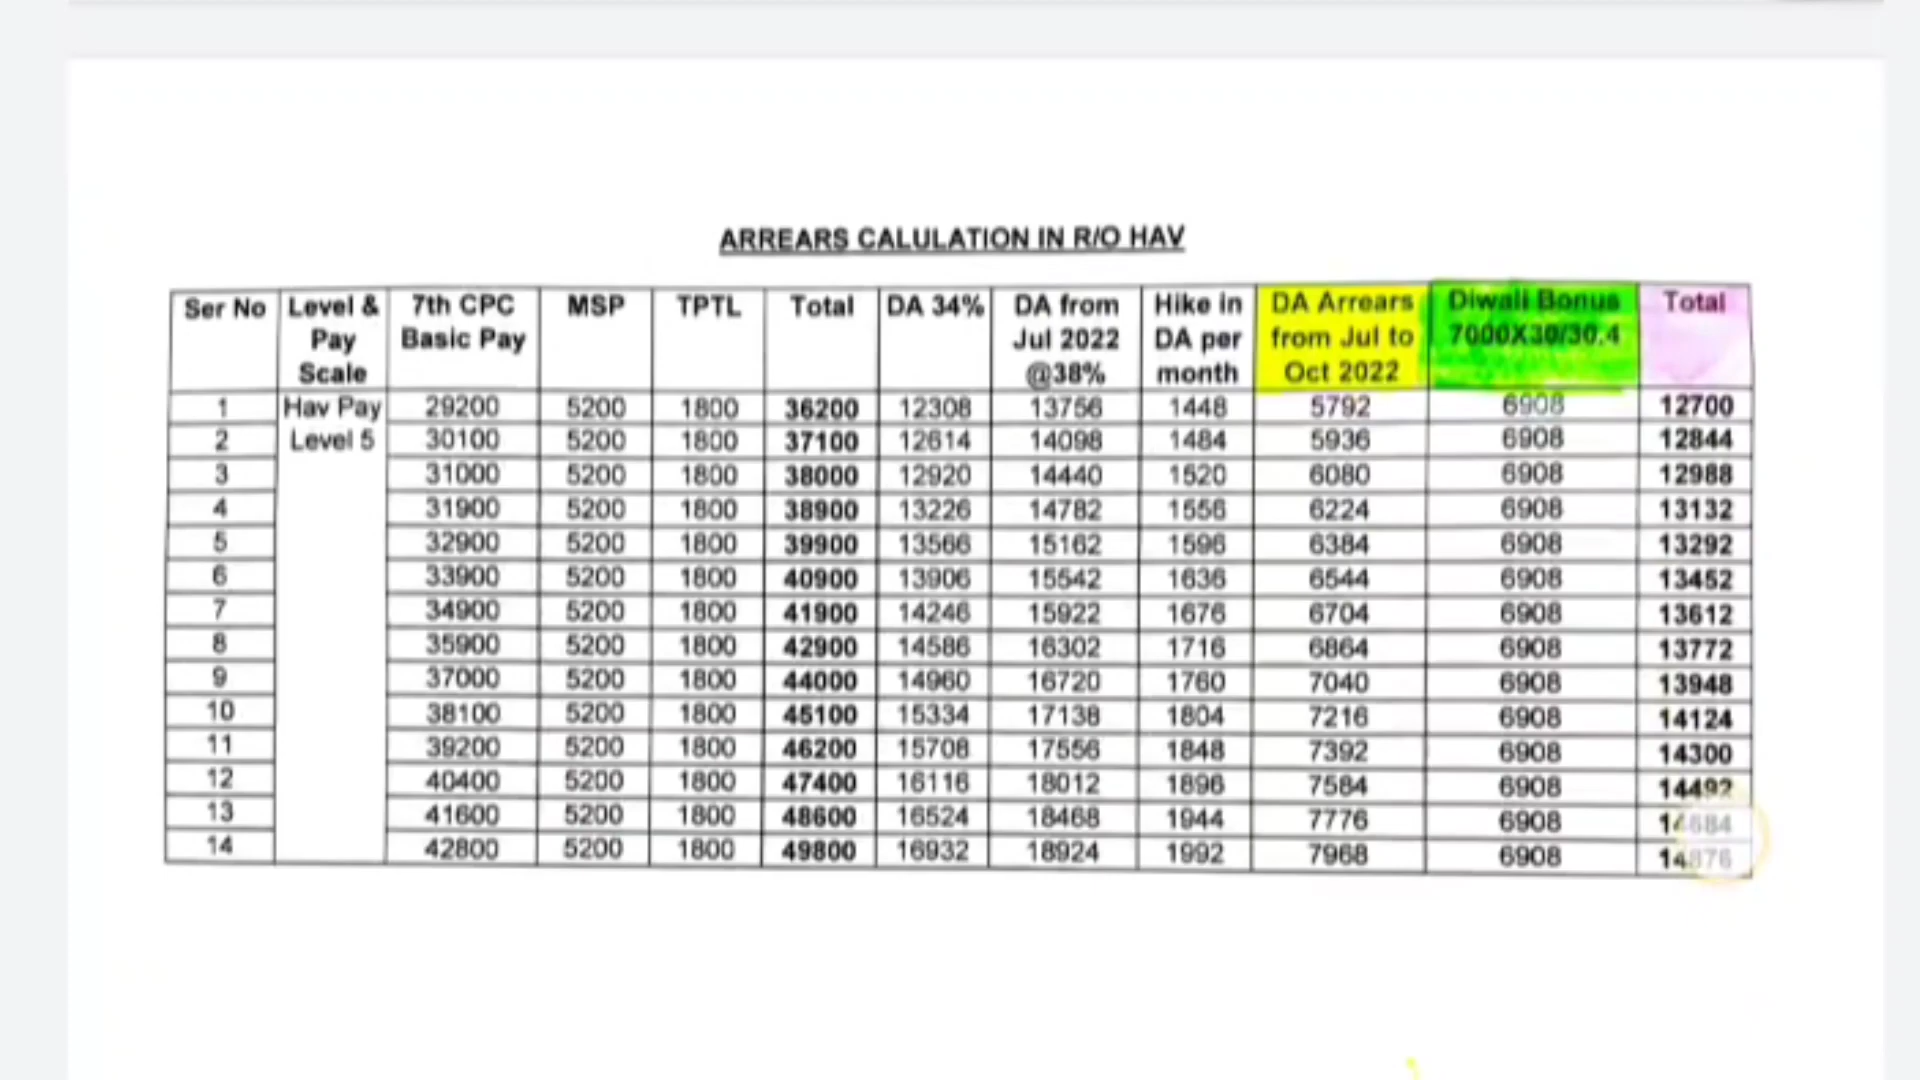 ARREARS CALULATION IN R/O HAV
Ser No Level & Pay Scale 7th CPC Basic Pay MSP TPTL Total DA 34% DA from Jul 2022 @38% Hike in DA per month DA Arrears from Jul to Oct 2022 Diwali Bonus 7000X30/30.4 Total
1 Hav Pay 29200 5200 1800 36200 12308 13756 1448 5792 6908 12700
2 Level 5 30100 5200 1800 37100 12614 14098 1484 5936 6908 12844
3 31000 5200 1800 38000 12920 14440 1520 6080 6908 12988
4 31900 5200 1800 38900 13226 14782 1556 6224 6908 13132
5 32900 5200 1800 39900 13566 15162 1596 6384 6908 13292
6 33900 5200 1800 40900 13906 15542 1636 6544 6908 13452
7 34900 5200 1800 41900 14246 15922 1676 6704 6908 13612
8 35900 5200 1800 42900 14586 16302 1716 6864 6908 13772
9 37000 5200 1800 44000 14960 16720 1760 7040 6908 13948
10 38100 5200 1800 45100 15334 17138 1804 7216 6908 14124
11 39200 5200 1800 46200 15708 17556 1848 7392 6908 14300
12 40400 5200 1800 47400 16116 18012 1896 7584 6908 14492
13 41600 5200 1800 48600 16524 18468 1944 7776 6908 14684
14 42800 5200 1800 49800 16932 18924 1992 7968 6908 14876